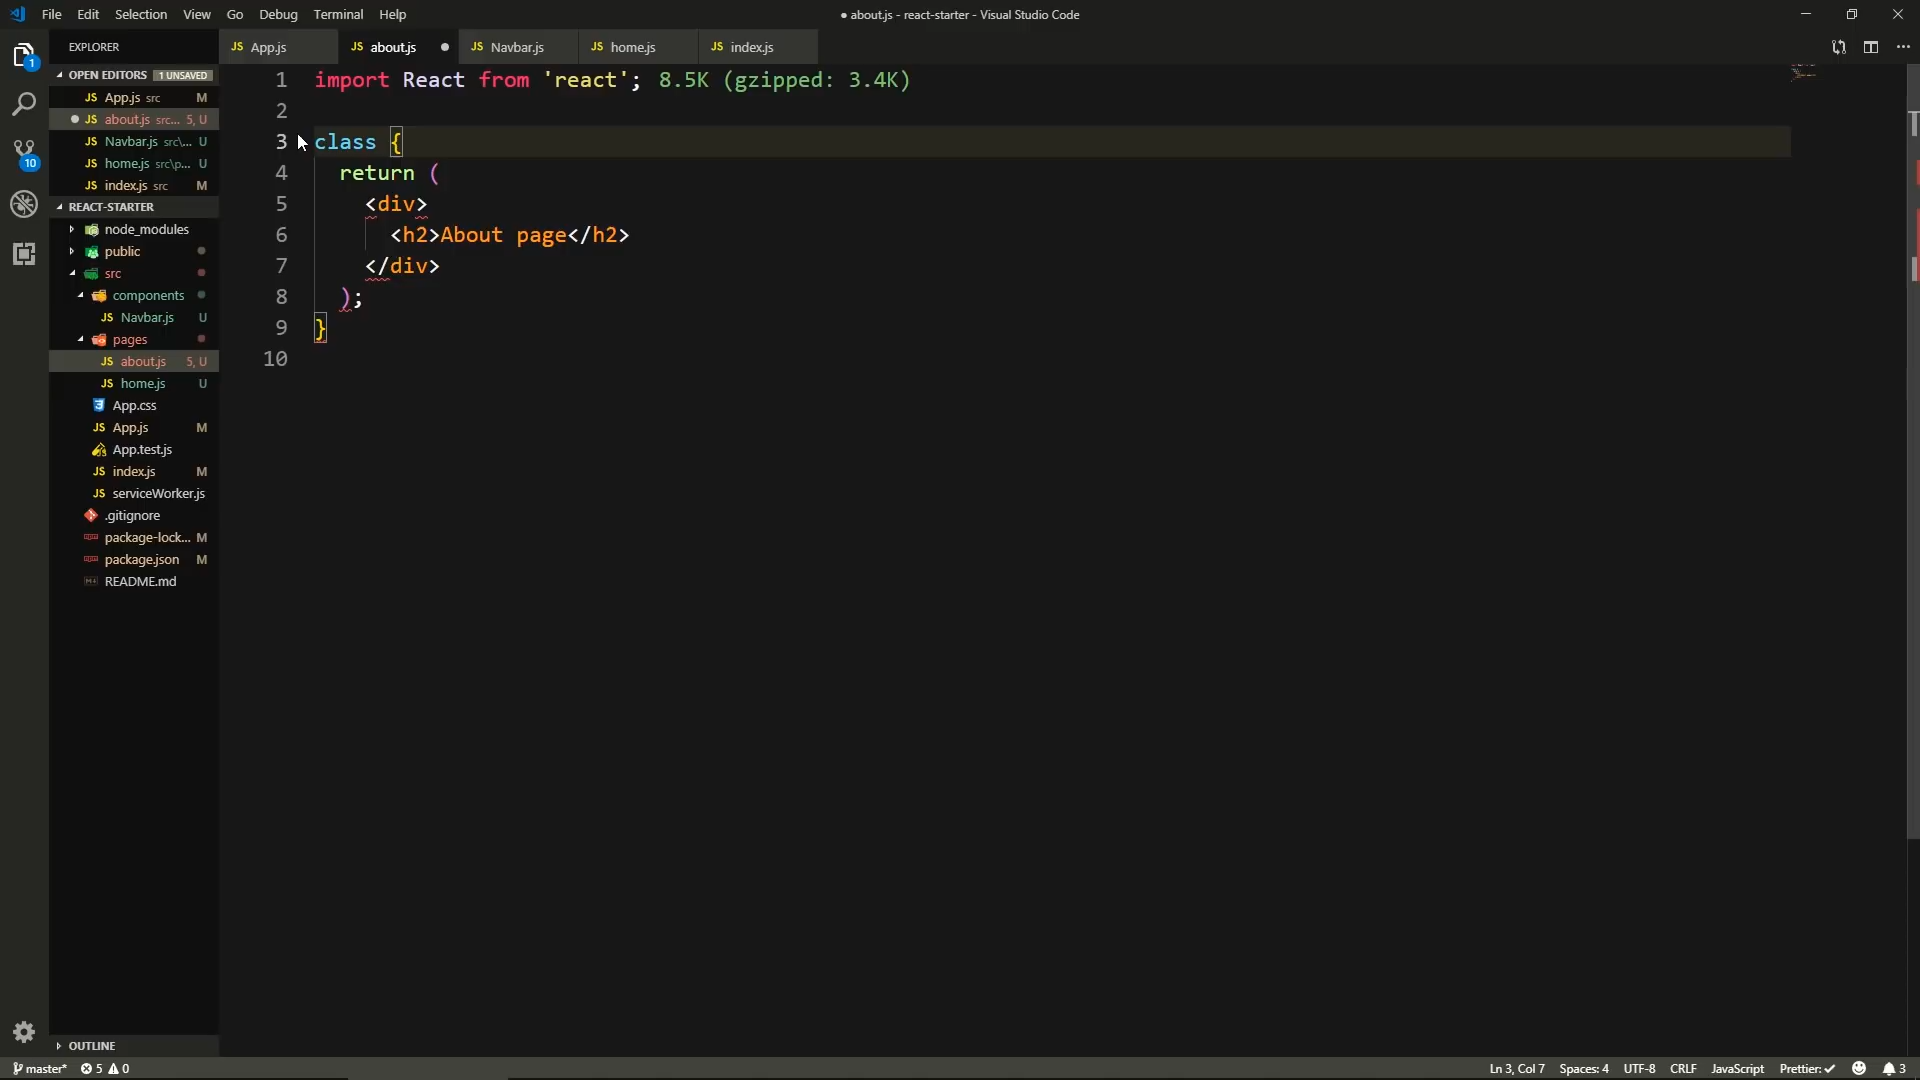 File Edit Selection View Go Debug Terminal Help
● about.js - react-starter - Visual Studio Code
EXPLORER
JS App.js
JS about.js ●
JS Navbar.js
JS home.js
JS index.js
OPEN EDITORS 1 UNSAVED
JS App.js src M
● JS about.js src... 5, U
JS Navbar.js src\... U
JS home.js src\p... U
JS index.js src M
REACT-STARTER
node_modules
public
src
components
JS Navbar.js U
pages
JS about.js 5, U
JS home.js U
App.css
JS App.js M
App.test.js
JS index.js M
JS serviceWorker.js
.gitignore
package-lock... M
package.json M
README.md
OUTLINE
1
10
1 import React from 'react'; 8.5K (gzipped: 3.4K)
2
3 class {
4 return (
5 <div>
6 <h2>About page</h2>
7 </div>
8 );
9 }
10
master* 5 0
Ln 3, Col 7 Spaces: 4 UTF-8 CRLF JavaScript Prettier: ✓ 3